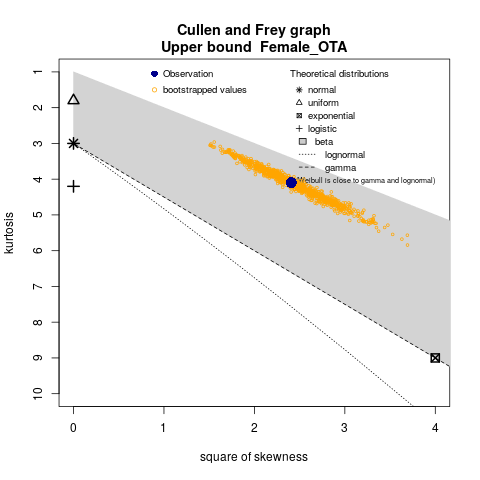 Cullen and Frey graph
Upper bound  Female_OTA
Observation
bootstrapped values
Theoretical distributions
normal
uniform
exponential
logistic
beta
lognormal
gamma
(Weibull is close to gamma and lognormal)
kurtosis
1
2
3
4
5
6
7
8
9
10
0
1
2
3
4
square of skewness